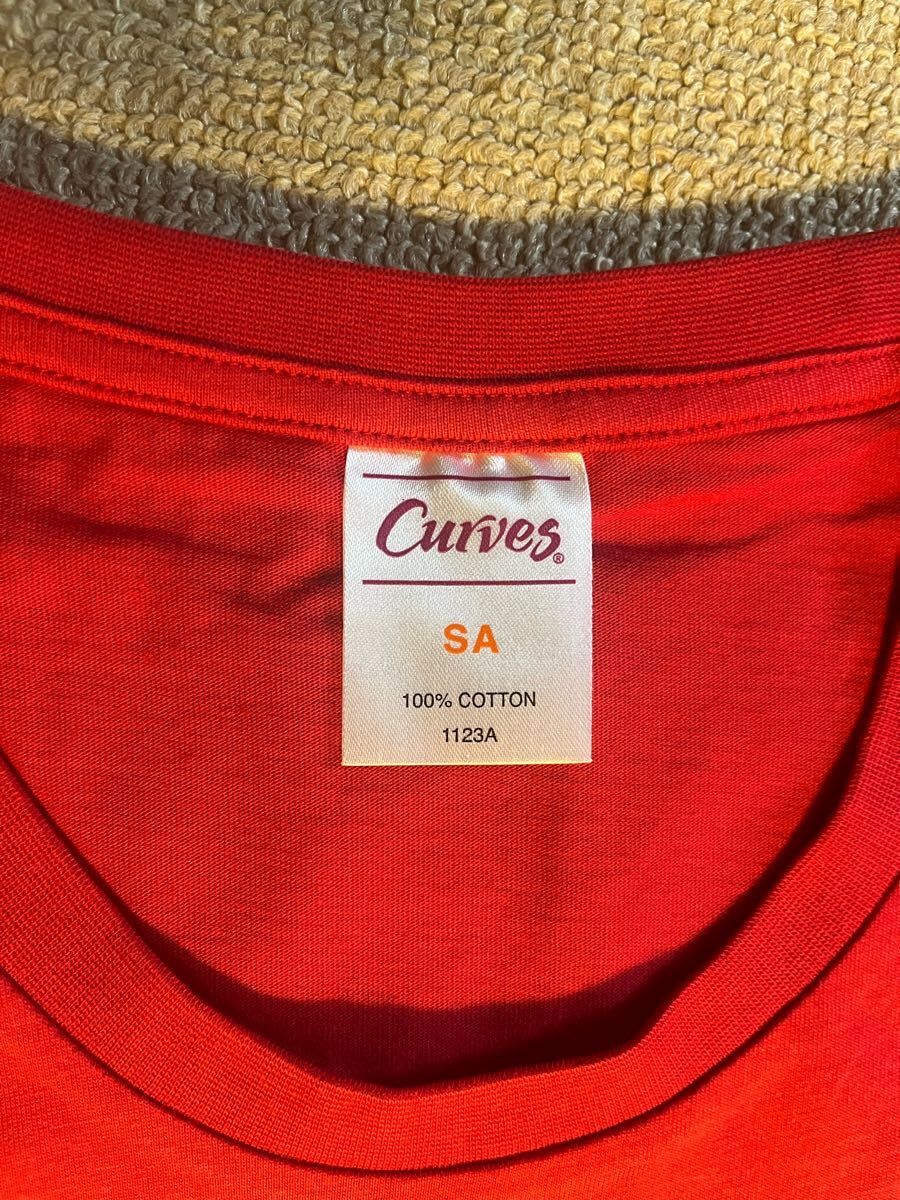 Curves®
SA
100% COTTON
1123A